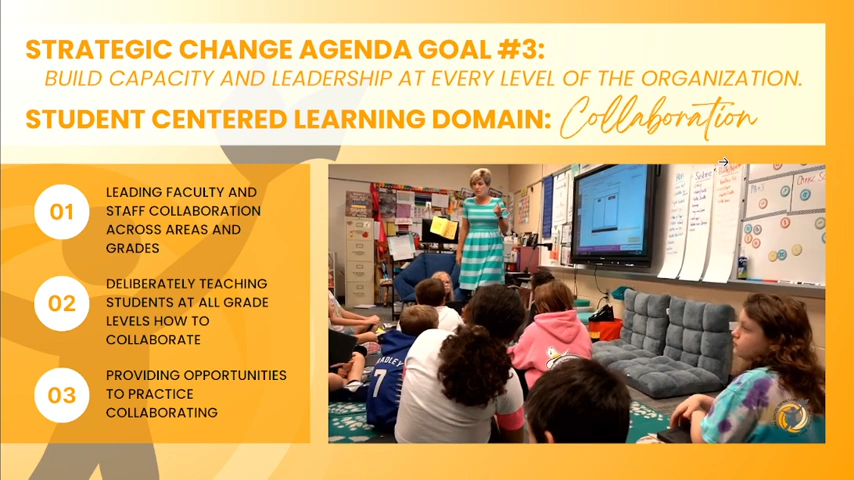 STRATEGIC CHANGE AGENDA GOAL #3:
BUILD CAPACITY AND LEADERSHIP AT EVERY LEVEL OF THE ORGANIZATION.
STUDENT CENTERED LEARNING DOMAIN: Collaboration
01
LEADING FACULTY AND
STAFF COLLABORATION
ACROSS AREAS AND
GRADES
02
DELIBERATELY TEACHING
STUDENTS AT ALL GRADE
LEVELS HOW TO
COLLABORATE
03
PROVIDING OPPORTUNITIES
TO PRACTICE
COLLABORATING
7